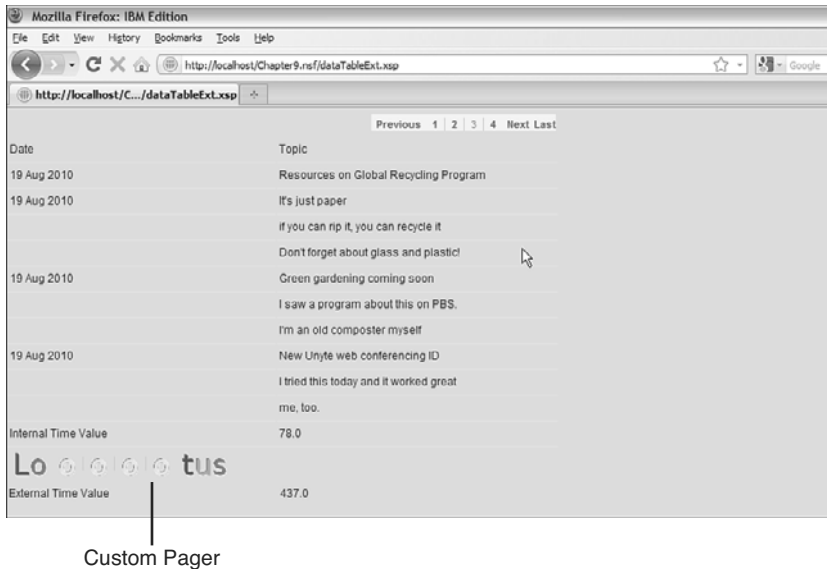 Mozilla Firefox: IBM Edition
File Edit View History Bookmarks Tools Help
http://localhost/Chapter9.nsf/dataTableExt.xsp
Google
http://localhost/C.../dataTableExt.xsp
Previous 1 2 3 4 Next Last
Date Topic
19 Aug 2010 Resources on Global Recycling Program
19 Aug 2010 It's just paper
if you can rip it, you can recycle it
Don't forget about glass and plastic!
19 Aug 2010 Green gardening coming soon
I saw a program about this on PBS.
I'm an old composter myself
19 Aug 2010 New Unyte web conferencing ID
I tried this today and it worked great
me, too.
Internal Time Value 78.0
Lo tus
External Time Value 437.0
Custom Pager